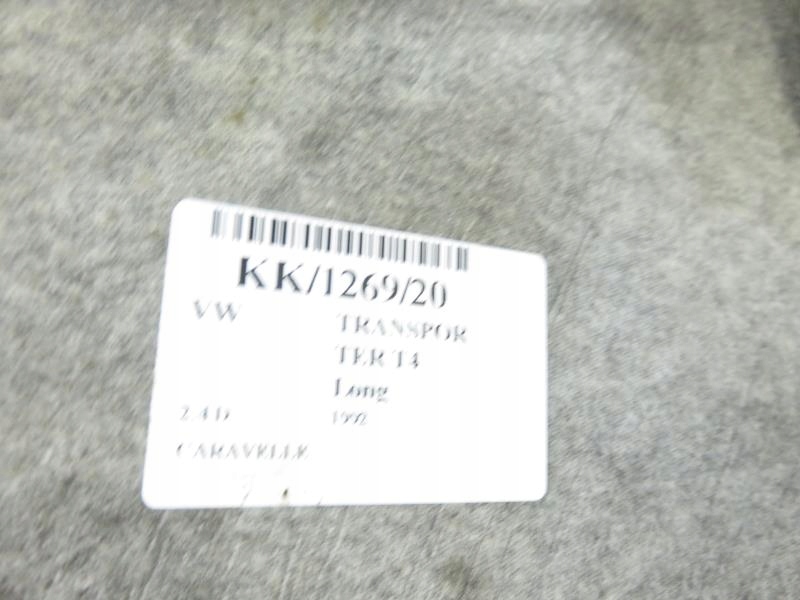 KK/1269/20
VW TRANSPOR
TER T4
Long
2.4 D 1992
CARAVELLE